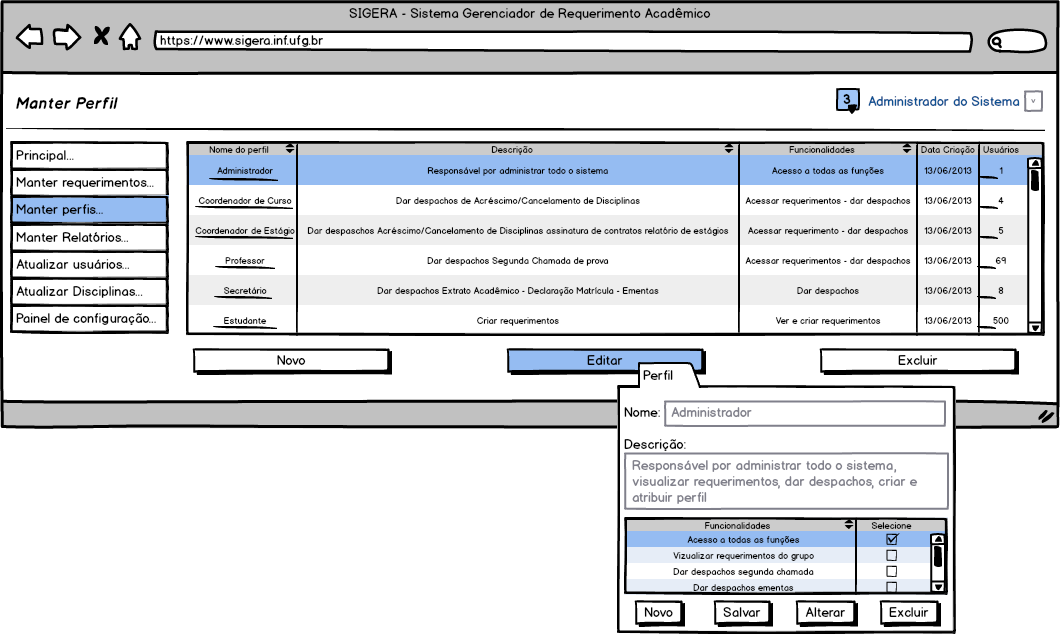 SIGERA - Sistema Gerenciador de Requerimento Acadêmico
https://www.sigera.inf.ufg.br
Manter Perfil
3
Administrador do Sistema
Principal...
Manter requerimentos...
Manter perfis...
Manter Relatórios...
Atualizar usuários...
Atualizar Disciplinas...
Painel de configuração...
Nome do perfil Descrição Funcionalidades Data Criação Usuários
Administrador Responsável por administrar todo o sistema Acesso a todas as funções 13/06/2013 1
Coordenador de Curso Dar despachos de Acréscimo/Cancelamento de Disciplinas Acessar requerimentos - dar despachos 13/06/2013 4
Coordenador de Estágio Dar despaschos Acréscimo/Cancelamento de Disciplinas assinatura de contratos relatório de estágios Acessar requerimento - dar despachos 13/06/2013 5
Professor Dar despachos Segunda Chamada de prova Acessar requerimentos - dar despachos 13/06/2013 69
Secretário Dar despachos Extrato Acadêmico - Declaração Matrícula - Ementas Dar despachos 13/06/2013 8
Estudante Criar requerimentos Ver e criar requerimentos 13/06/2013 500
Novo Editar Excluir
Perfil
Nome: Administrador
Descrição:
Responsável por administrar todo o sistema,
visualizar requerimentos, dar despachos, criar e
atribuir perfil
Funcionalidades Selecione
Acesso a todas as funções
Vizualizar requerimentos do grupo
Dar despachos segunda chamada
Dar despachos ementas
Novo Salvar Alterar Excluir